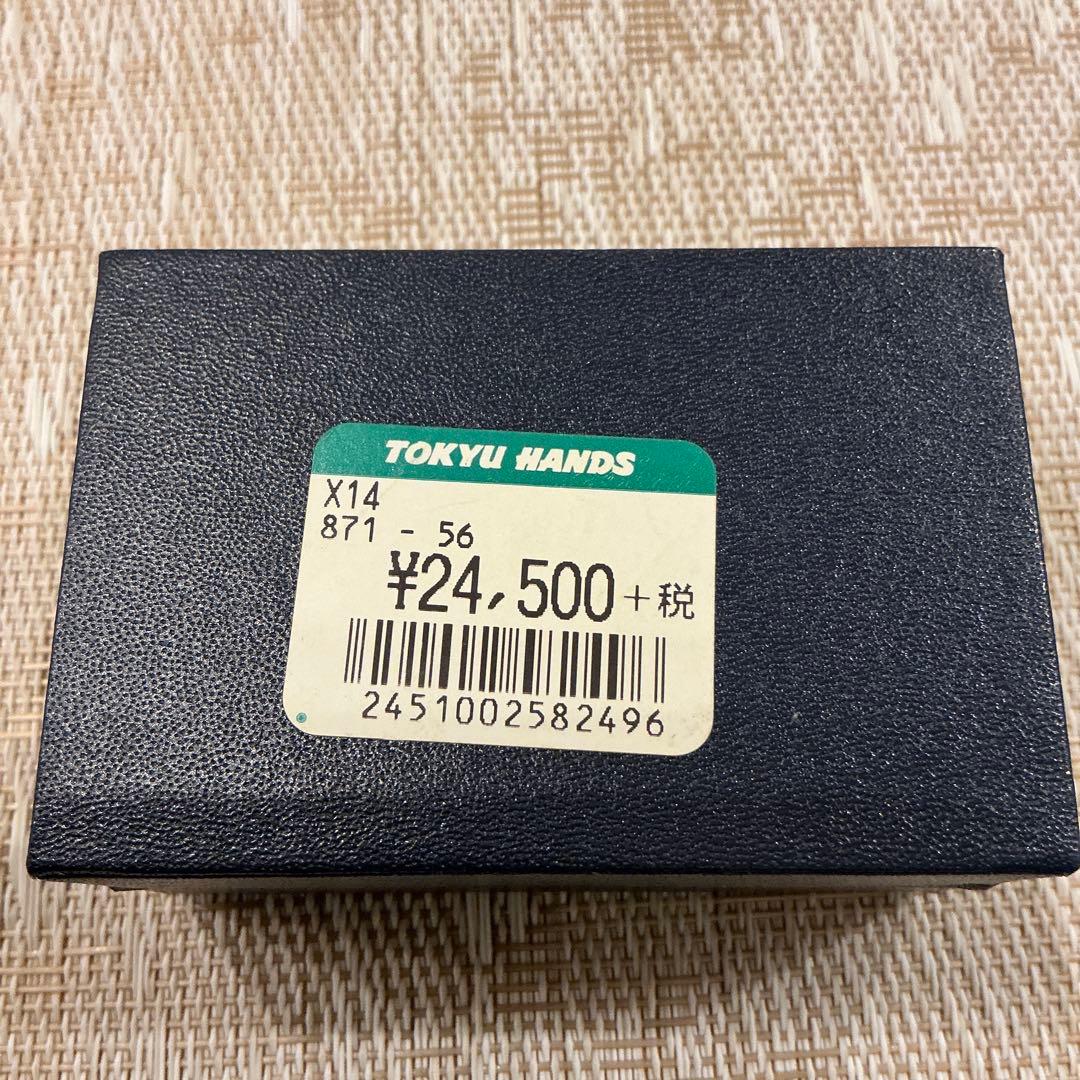 TOKYU HANDS
X14
871 - 56
¥24,500+税
2451002582496